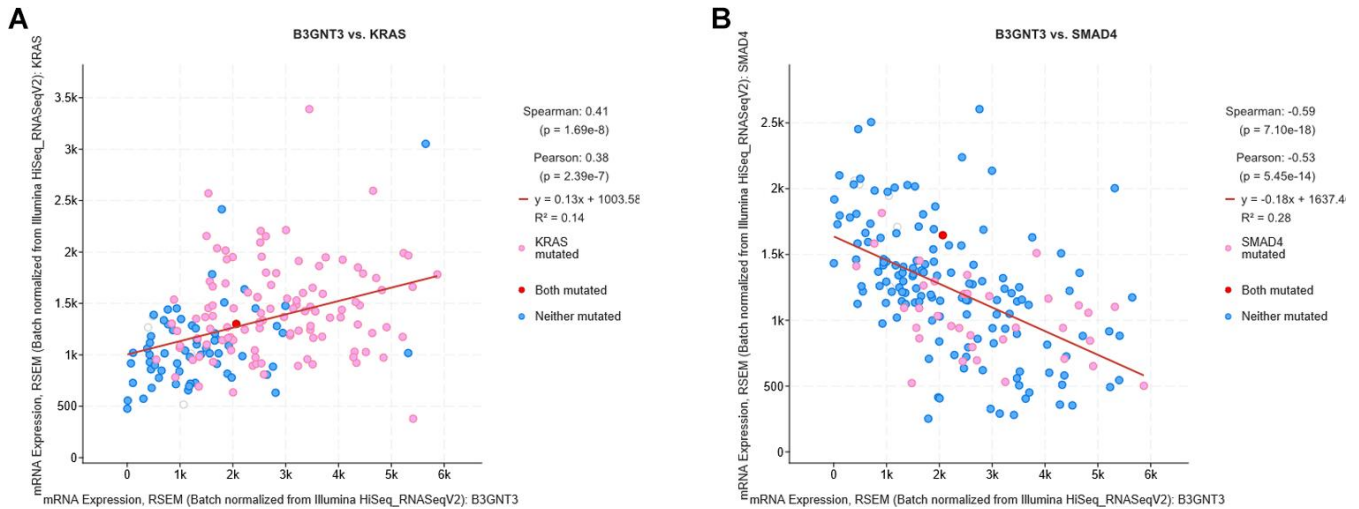 A
B3GNT3 vs. KRAS
mRNA Expression, RSEM (Batch normalized from Illumina HiSeq_RNASeqV2): KRAS
3.5k
3k
2.5k
2k
1.5k
1k
500
0
0 1k 2k 3k 4k 5k 6k
mRNA Expression, RSEM (Batch normalized from Illumina HiSeq_RNASeqV2): B3GNT3
Spearman: 0.41
(p = 1.69e-8)
Pearson: 0.38
(p = 2.39e-7)
y = 0.13x + 1003.58
R² = 0.14
KRAS
mutated
Both mutated
Neither mutated
B
B3GNT3 vs. SMAD4
mRNA Expression, RSEM (Batch normalized from Illumina HiSeq_RNASeqV2): SMAD4
2.5k
2k
1.5k
1k
500
0
0 1k 2k 3k 4k 5k 6k
mRNA Expression, RSEM (Batch normalized from Illumina HiSeq_RNASeqV2): B3GNT3
Spearman: -0.59
(p = 7.10e-18)
Pearson: -0.53
(p = 5.45e-14)
y = -0.18x + 1637.4
R² = 0.28
SMAD4
mutated
Both mutated
Neither mutated